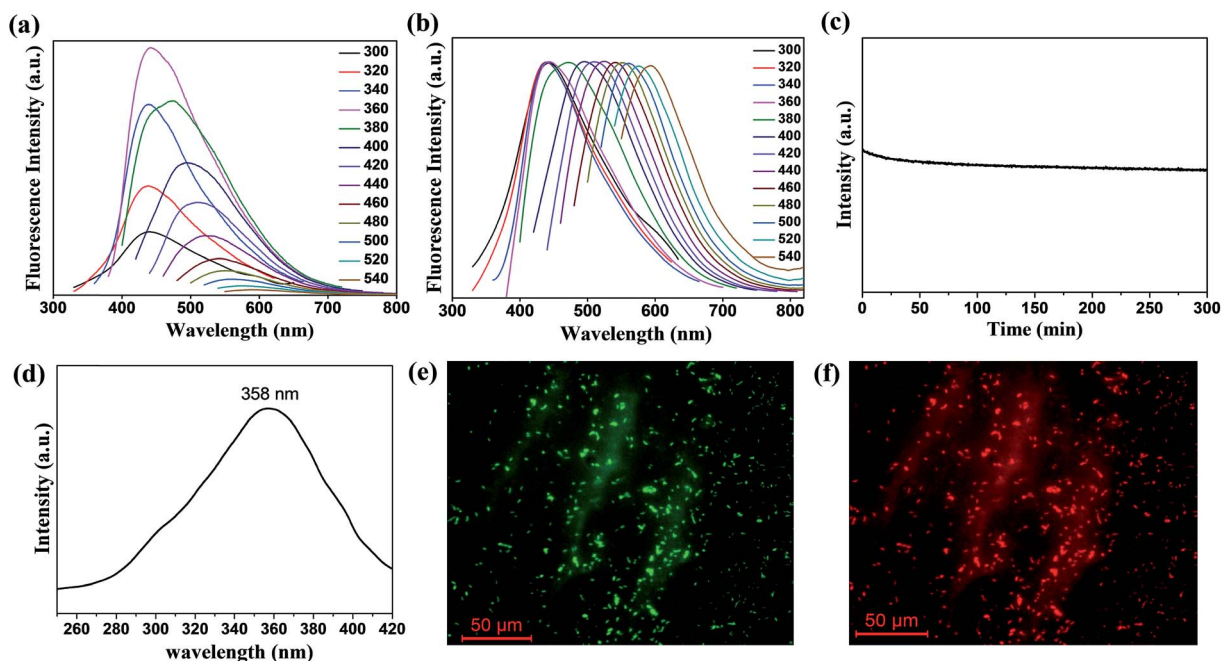 (a)
Fluorescence Intensity (a.u.)
300
320
340
360
380
400
420
440
460
480
500
520
540
300 400 500 600 700 800
Wavelength (nm)
(b)
Fluorescence Intensity (a.u.)
300
320
340
360
380
400
420
440
460
480
500
520
540
300 400 500 600 700 800
Wavelength (nm)
(c)
Intensity (a.u.)
0 50 100 150 200 250 300
Time (min)
(d)
358 nm
Intensity (a.u.)
260 280 300 320 340 360 380 400 420
wavelength (nm)
(e)
50 µm
(f)
50 µm